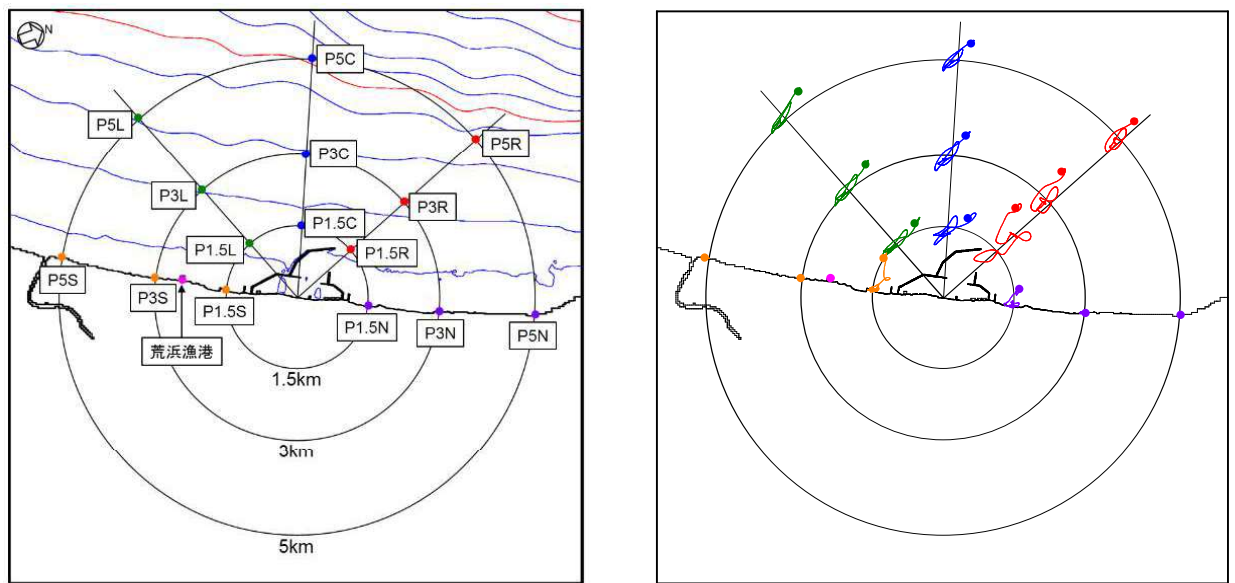 N
P5C
P5L
P5R
P3C
P3L
P3R
P1.5C
P1.5L
P1.5R
P5S
P3S
P1.5S
P1.5N
P3N
P5N
荒浜漁港
1.5km
3km
5km